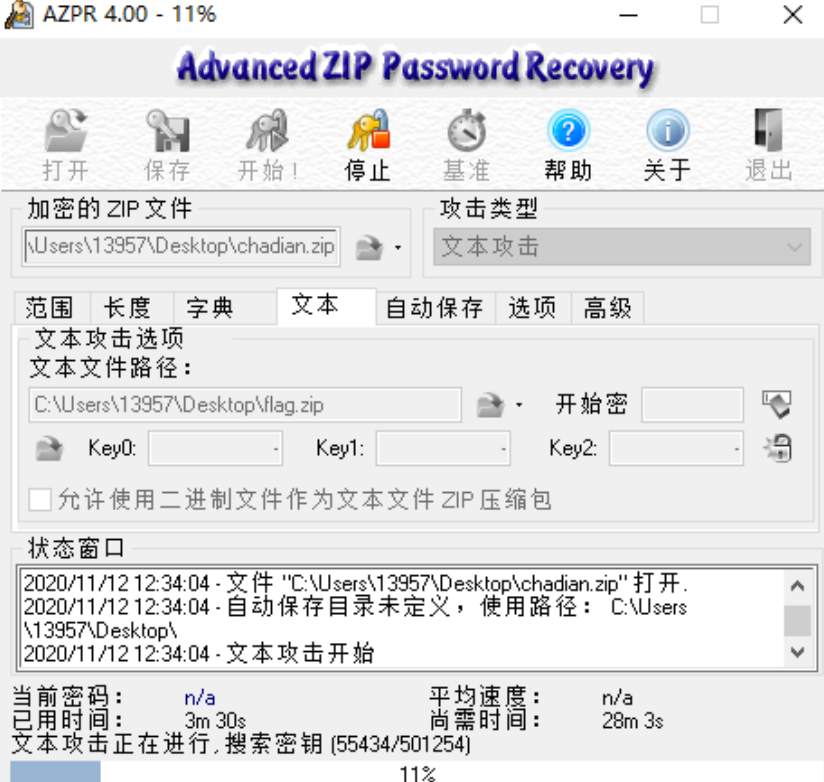 AZPR 4.00 - 11%
Advanced ZIP Password Recovery
打开 保存 开始! 停止 基准 帮助 关于 退出
加密的 ZIP 文件 攻击类型
\Users\13957\Desktop\chadian.zip 文本攻击
范围 长度 字典 文本 自动保存 选项 高级
文本攻击选项
文本文件路径:
C:\Users\13957\Desktop\flag.zip 开始密
Key0: - Key1: - Key2: -
允许使用二进制文件作为文本文件 ZIP 压缩包
状态窗口
2020/11/12 12:34:04 - 文件 "C:\Users\13957\Desktop\chadian.zip" 打开.
2020/11/12 12:34:04 - 自动保存目录未定义，使用路径: C:\Users
\13957\Desktop\
2020/11/12 12:34:04 - 文本攻击开始
当前密码: n/a 平均速度: n/a
已用时间: 3m 30s 尚需时间: 28m 3s
文本攻击正在进行, 搜索密钥 (55434/501254)
11%